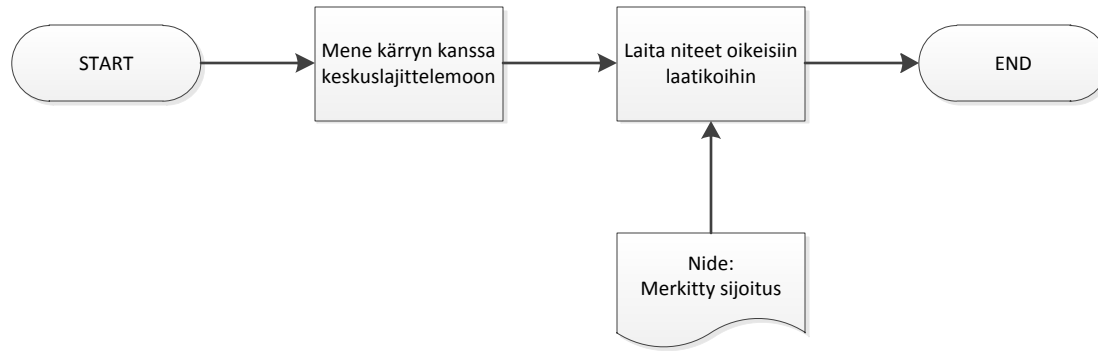 START
Mene kärryn kanssa
keskuslajittelemoon
Laita niteet oikeisiin
laatikoihin
END
Nide:
Merkitty sijoitus